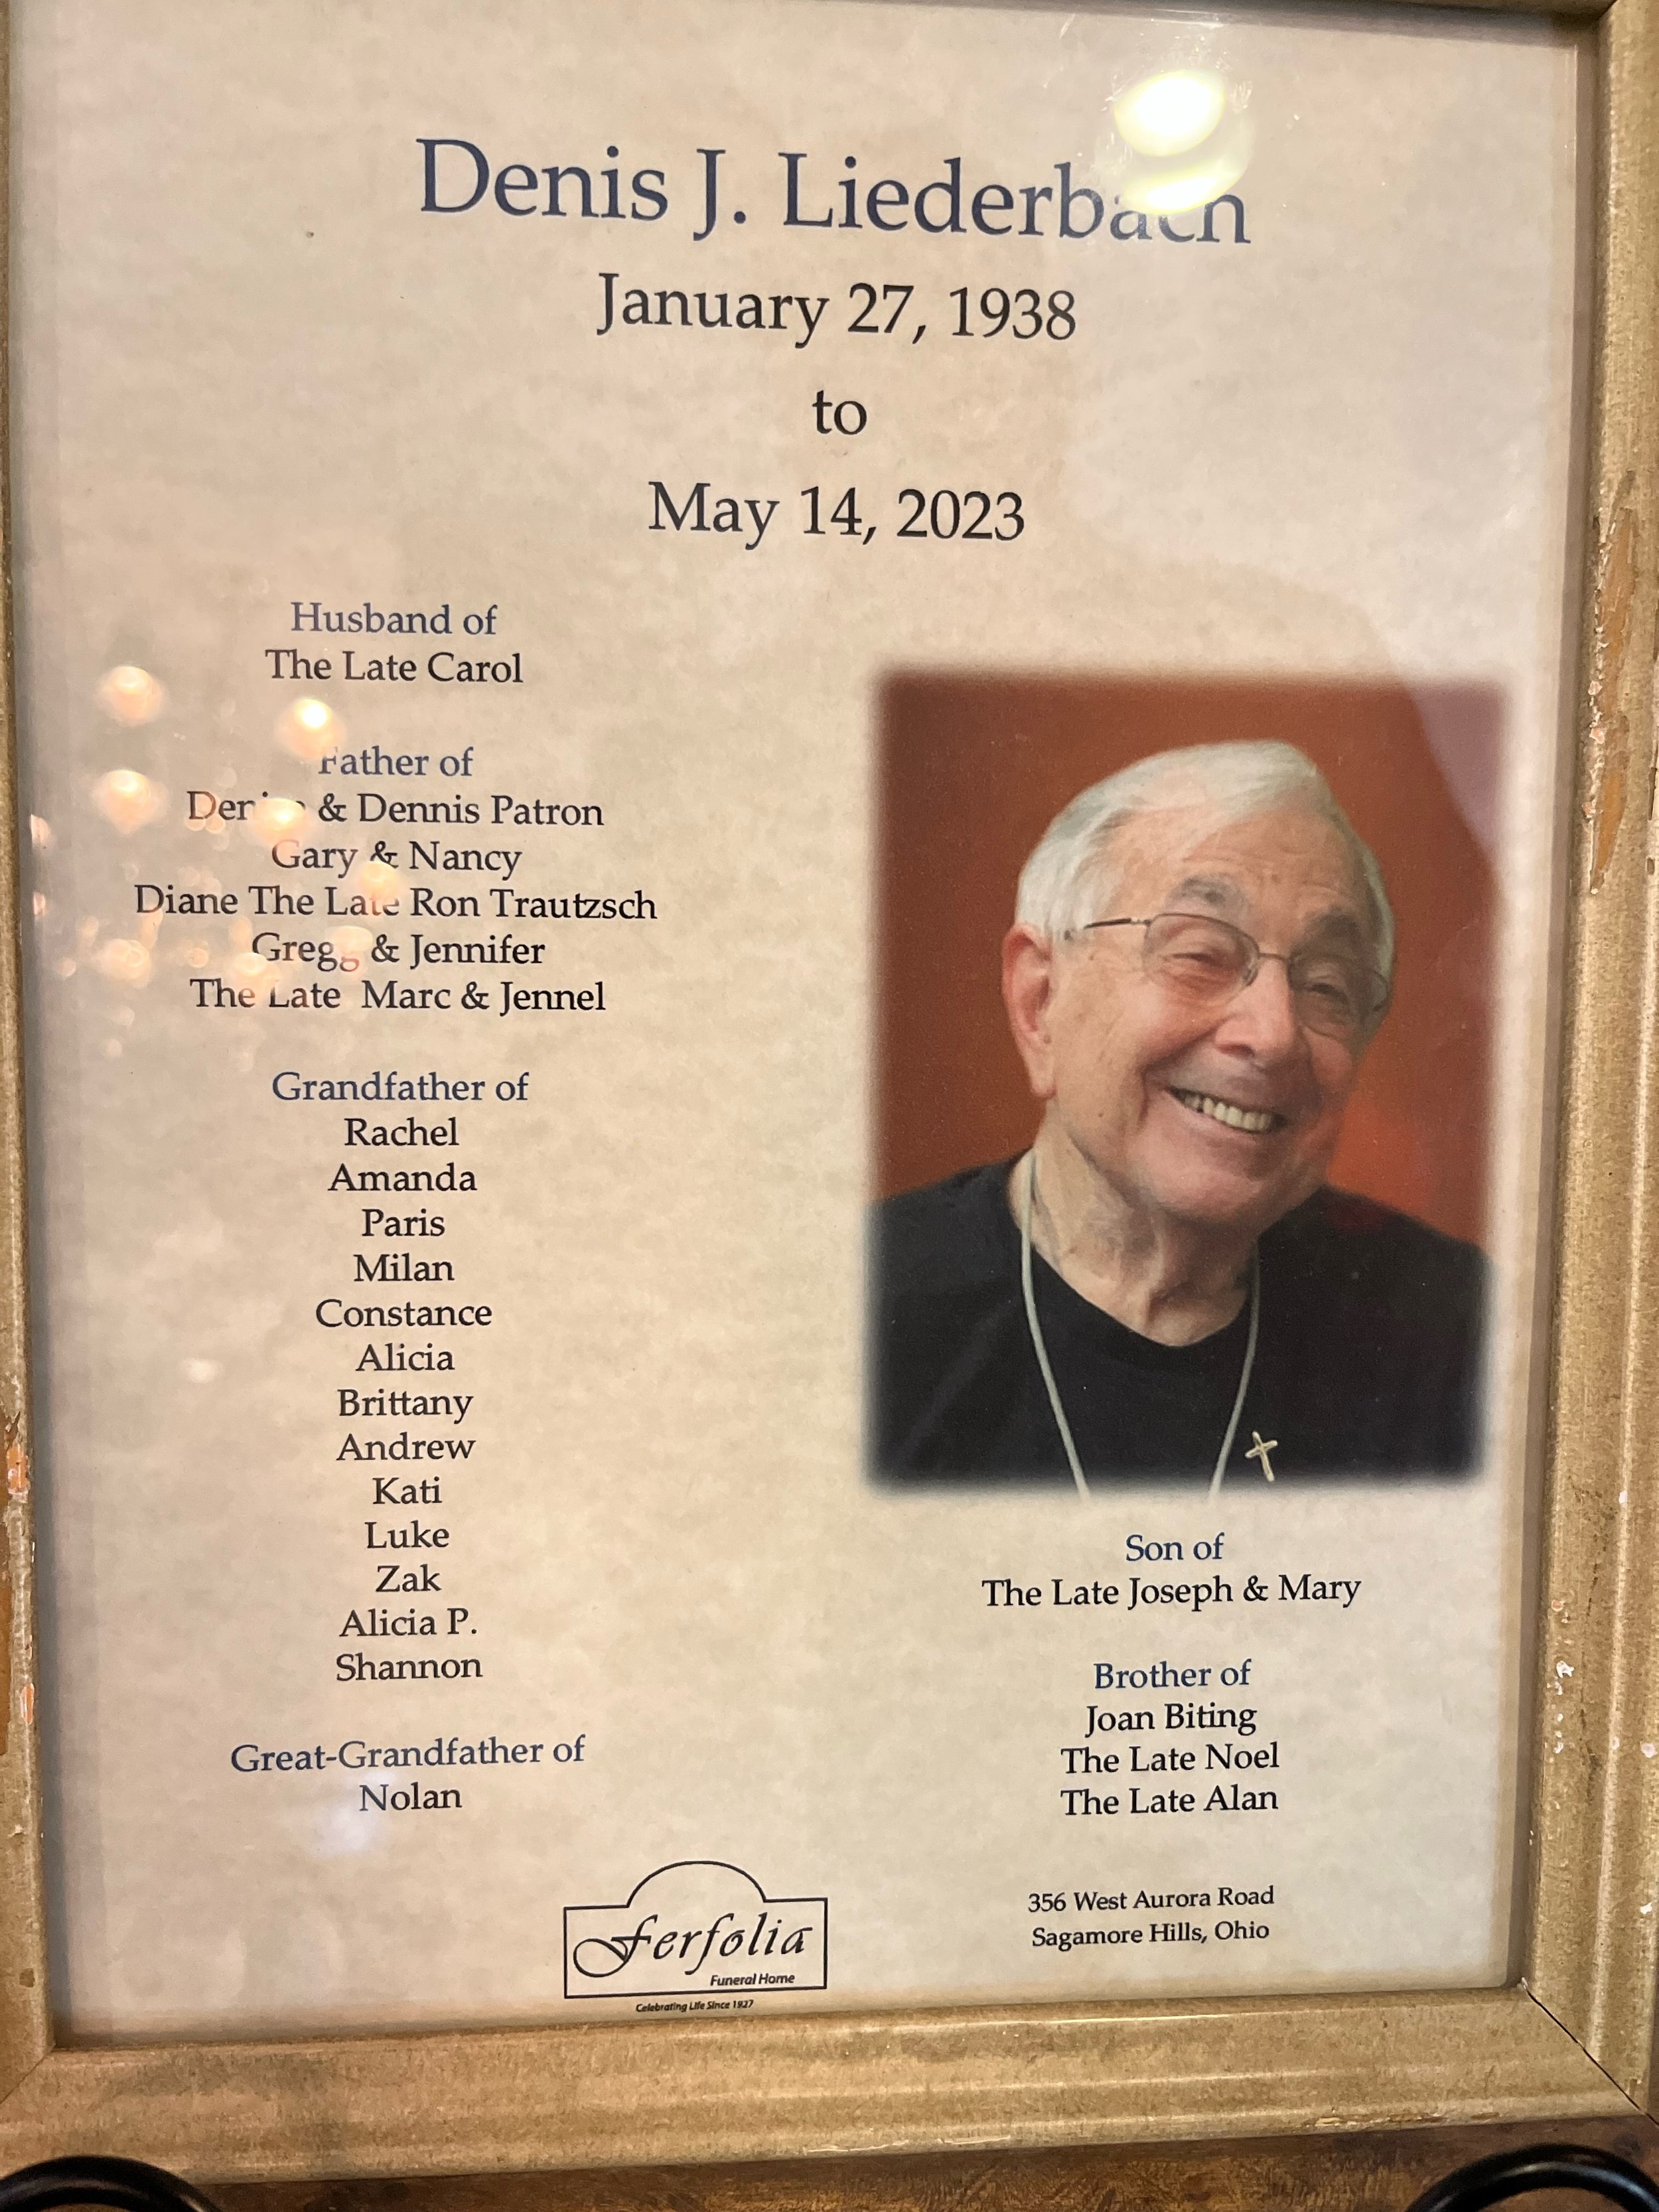 Denis J. Liederbach
January 27, 1938
to
May 14, 2023
Husband of
The Late Carol
Father of
& Dennis Patron
Gary & Nancy
Diane The Late Ron Trautzsch
Gregg & Jennifer
The Late Marc & Jennel
Grandfather of
Rachel
Amanda
Paris
Milan
Constance
Alicia
Brittany
Andrew
Kati
Luke
Zak
Alicia P.
Shannon
Great-Grandfather of
Nolan
Son of
The Late Joseph & Mary
Brother of
Joan Biting
The Late Noel
The Late Alan
Ferfolia
Funeral Home
Celebrating Life Since 1927
356 West Aurora Road
Sagamore Hills, Ohio